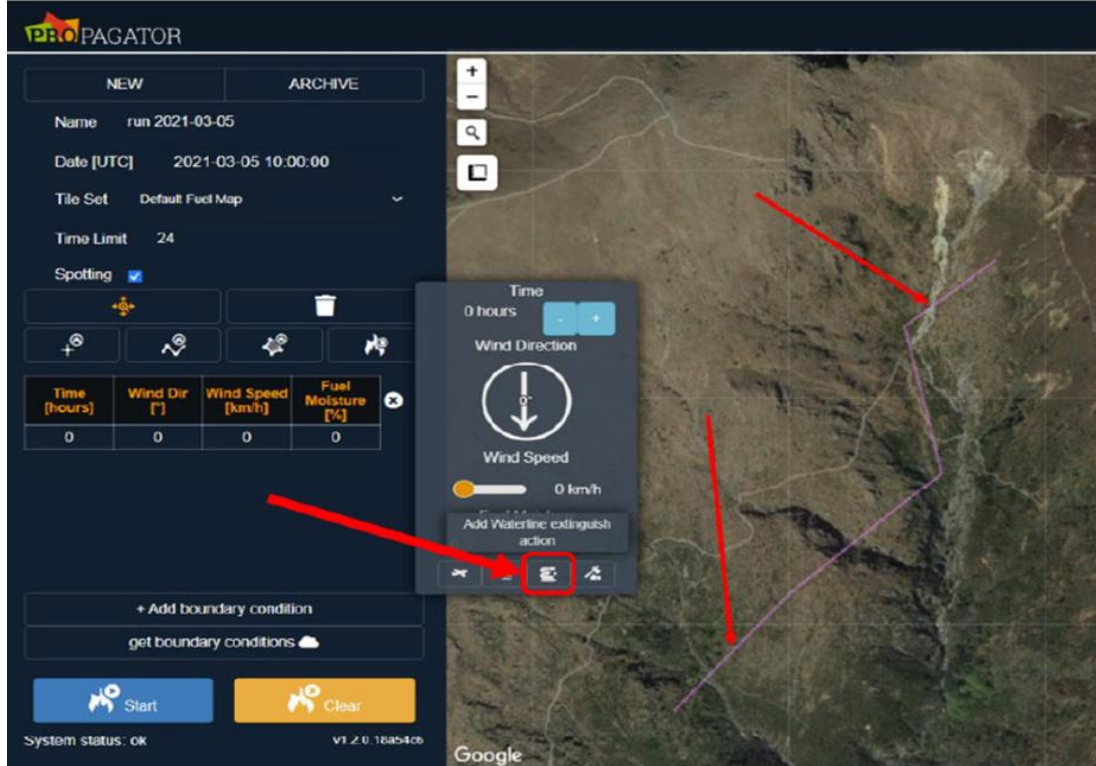 PROPAGATOR
NEW ARCHIVE
Name run 2021-03-05
Date [UTC] 2021-03-05 10:00:00
Tile Set Default Fuel Map
Time Limit 24
Spotting
Time [hours] Wind Dir [°] Wind Speed [km/h] Fuel Moisture [%]
0 0 0 0
+ Add boundary condition
get boundary conditions
Start Clear
System status: ok v1.2.0.18a54c6
Time
0 hours - +
Wind Direction
0°
Wind Speed
0 km/h
Add Waterline extinguish
action
+
−
Google